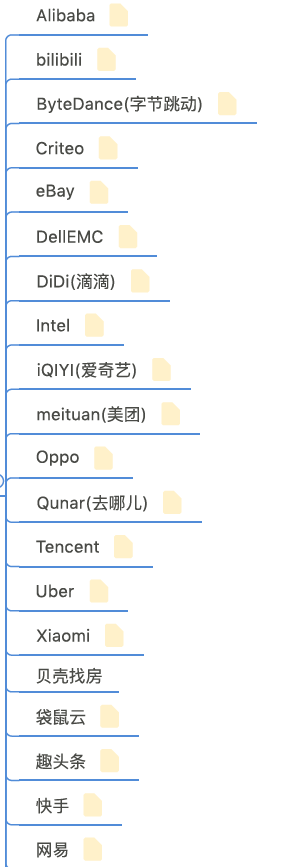 Alibaba
bilibili
ByteDance(字节跳动)
Criteo
eBay
DellEMC
DiDi(滴滴)
Intel
iQIYI(爱奇艺)
meituan(美团)
Oppo
Qunar(去哪儿)
Tencent
Uber
Xiaomi
贝壳找房
袋鼠云
趣头条
快手
网易